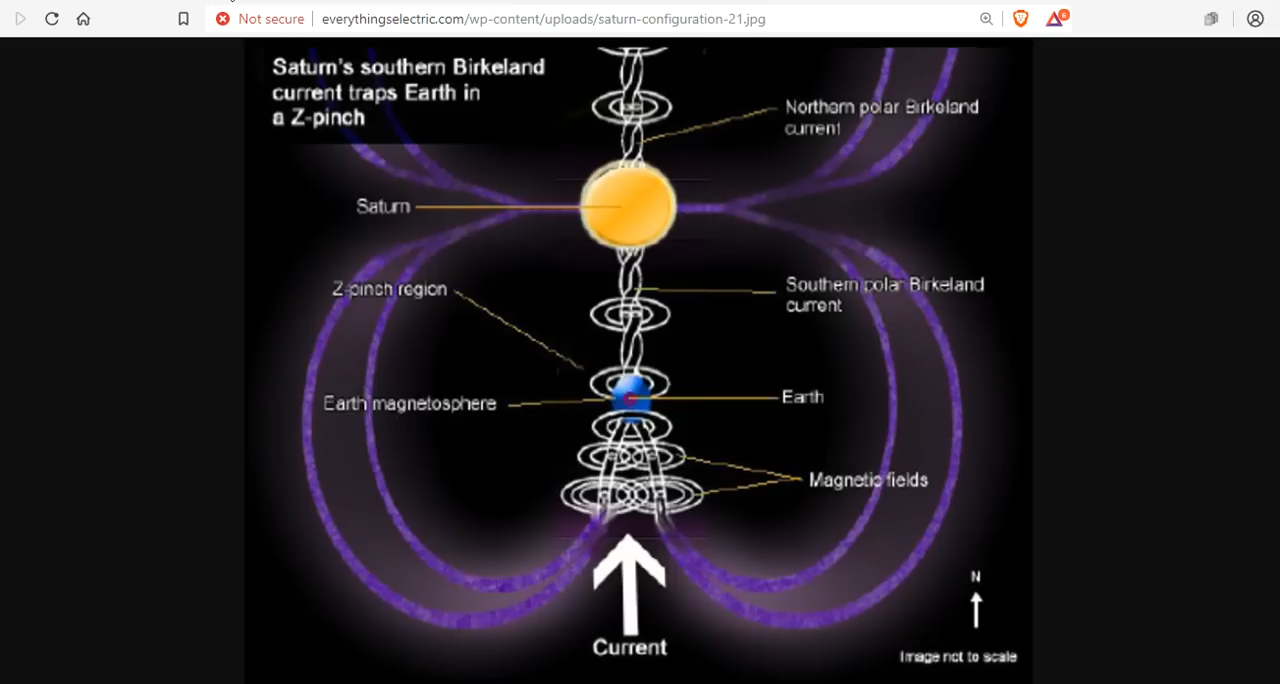 Not secure
everythingselectric.com/wp-content/uploads/saturn-configuration-21.jpg
6
Saturn's southern Birkeland
current traps Earth in
a Z-pinch
Northern polar Birkeland
current
Saturn
Z-pinch region
Southern polar Birkeland
current
Earth magnetosphere
Earth
Magnetic fields
N
Current
Image not to scale